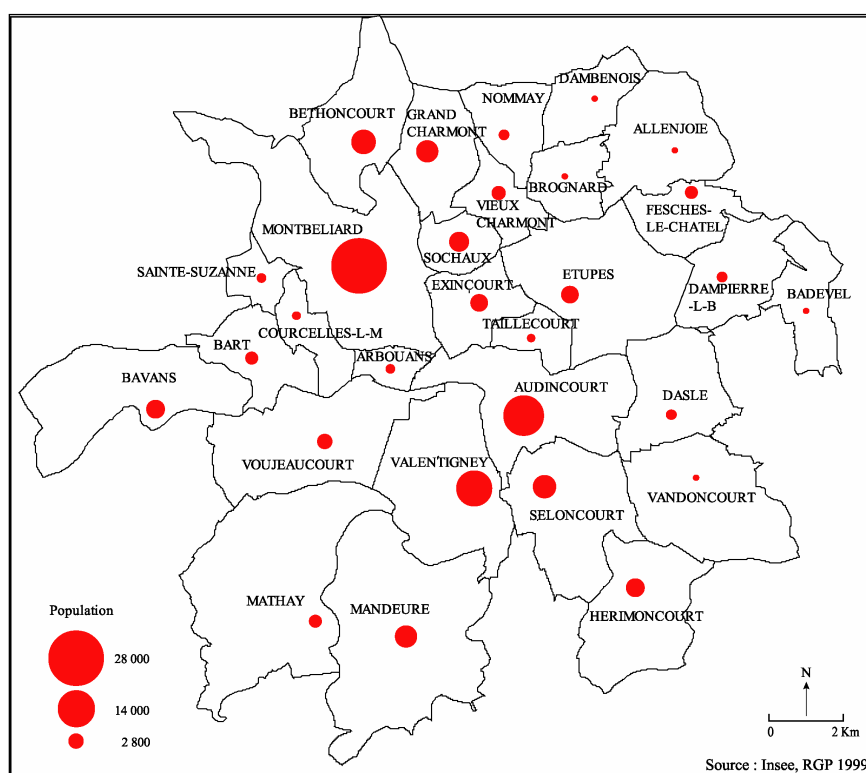 DAMBENOIS
NOMMAY
BETHONCOURT
GRAND
CHARMONT
ALLENJOIE
BROGNARD
VIEUX
CHARMONT
FESCHES-
LE-CHATEL
MONTBELIARD
SOCHAUX
SAINTE-SUZANNE
EXINCOURT
ETUPES
DAMPIERRE
-L-B
BADEVEL
COURCELLES-L-M
TAILLECOURT
BART
ARBOUANS
BAVANS
AUDINCOURT
DASLE
VOUJEAUCOURT
VALENTIGNEY
VANDONCOURT
SELONCOURT
MATHAY
MANDEURE
HERIMONCOURT
Population
28 000
14 000
2 800
N
0 2 Km
Source : Insee, RGP 1999